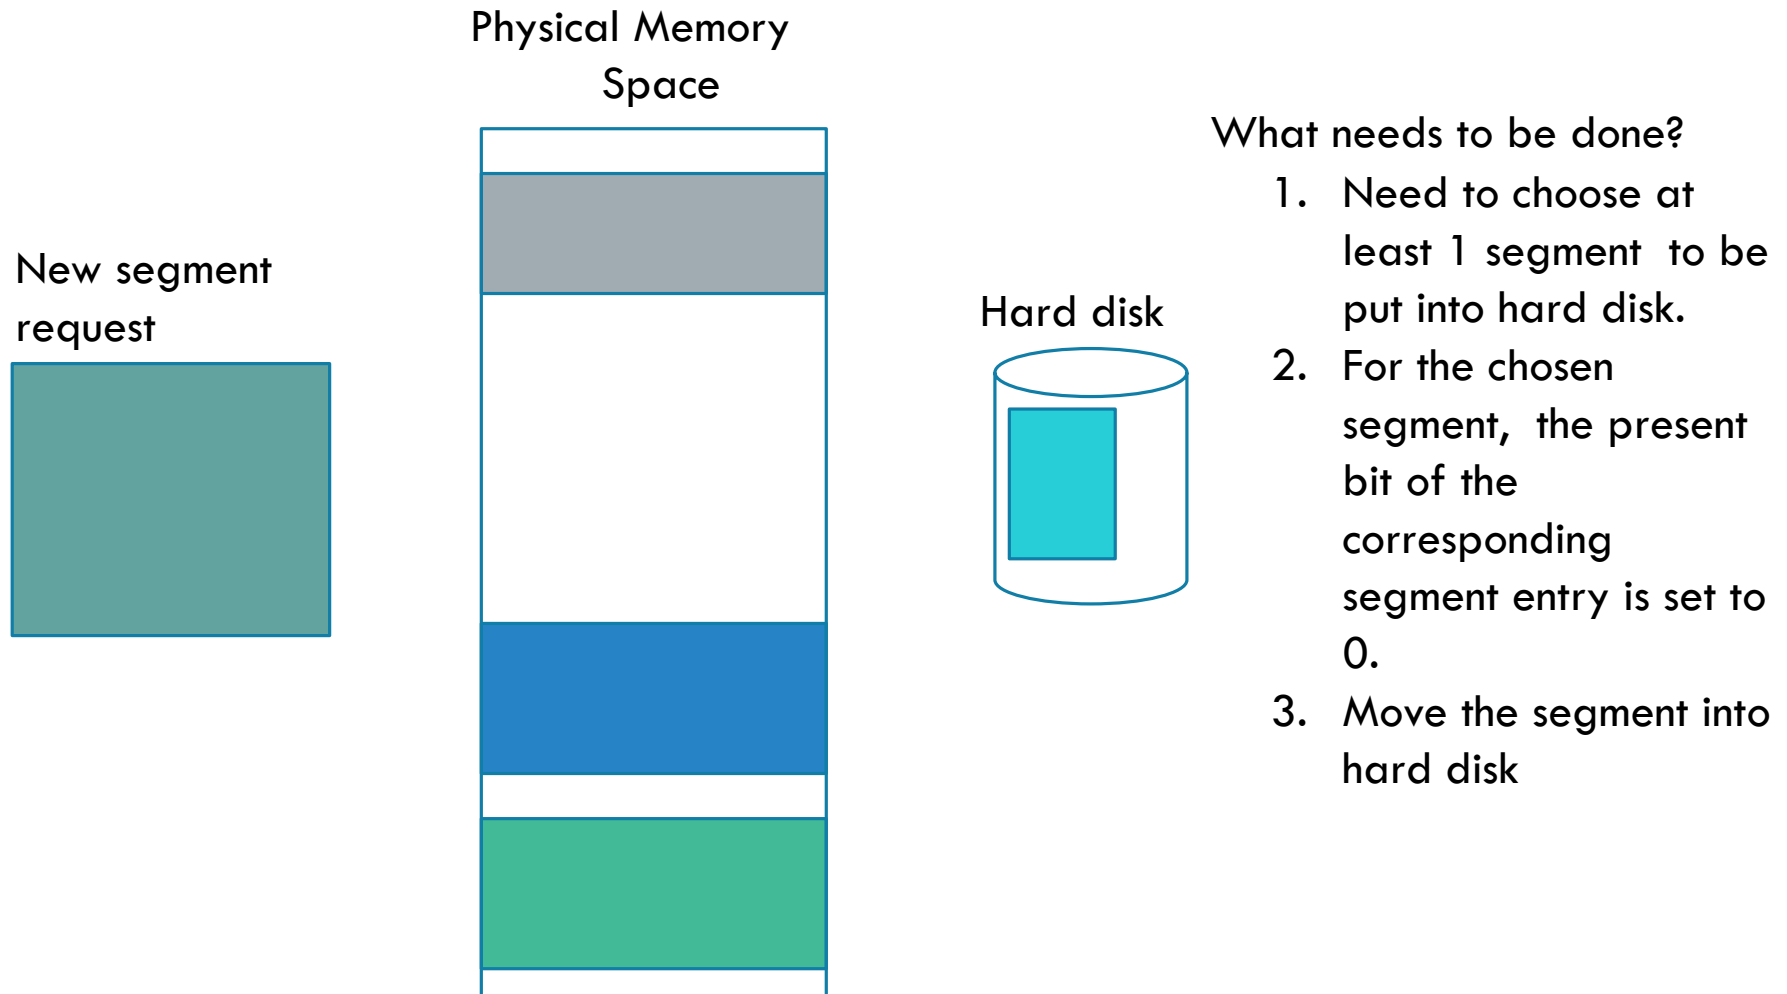 Physical Memory
Space
New segment
request
Hard disk
What needs to be done?
1. Need to choose at
least 1 segment to be
put into hard disk.
2. For the chosen
segment, the present
bit of the
corresponding
segment entry is set to
0.
3. Move the segment into
hard disk